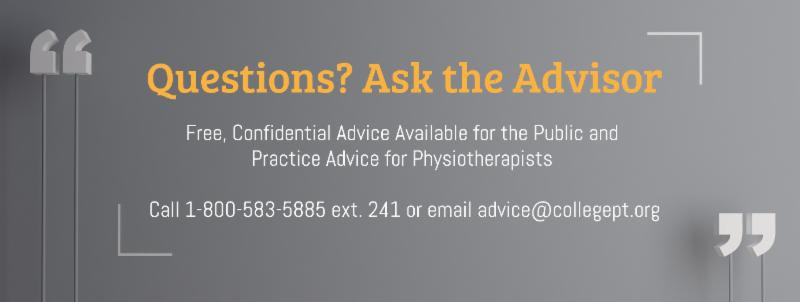 Questions? Ask the Advisor
Free, Confidential Advice Available for the Public and
Practice Advice for Physiotherapists
Call 1-800-583-5885 ext. 241 or email advice@collegept.org